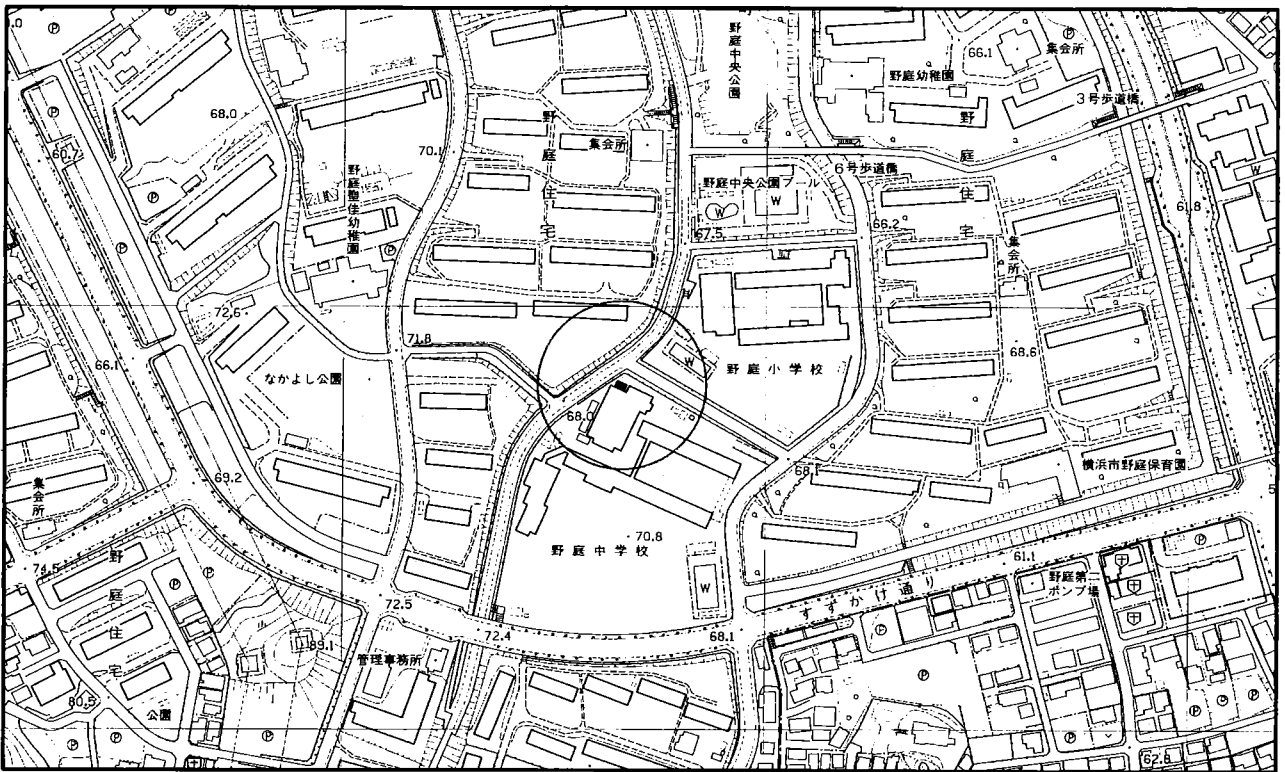 野庭中央公園
66.1
集会所
野庭幼稚園
3号歩道橋
68.0
野庭住宅
集会所
野庭住宅
70.1
野庭聖佳幼稚園
6号歩道橋
野庭中央公園プール
W
W
61.8
67.5
66.2
集会所
72.6
71.8
66.1
なかよし公園
W
野庭小学校
68.6
68.0
横浜市野庭保育園
68.1
69.2
集会所
70.8
野庭中学校
61.1
野庭第二
ポンプ場
74.5
野庭住宅
W
すずかけ通り
72.5
72.4
68.1
89.1
管理事務所
80.5
公園
62.8